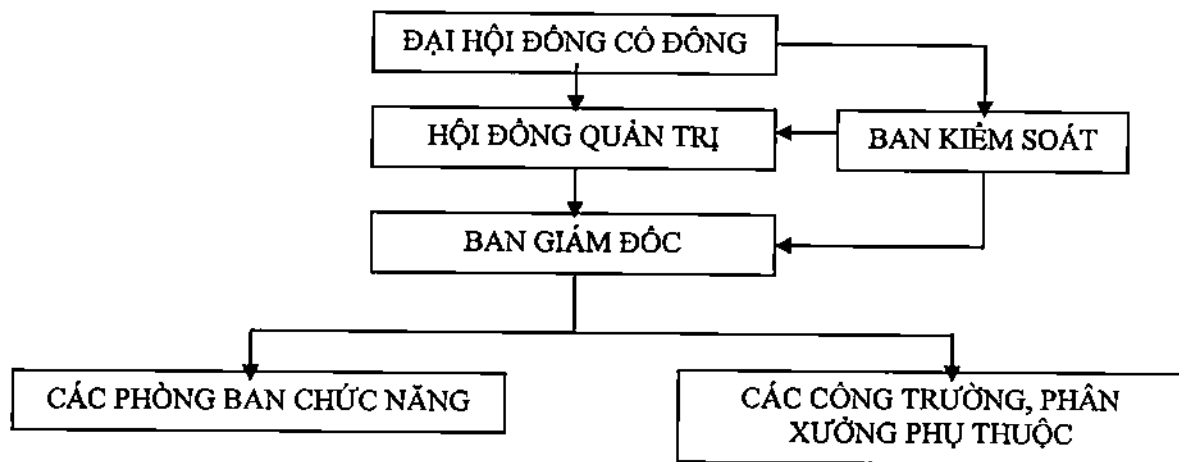 ĐẠI HỘI ĐỒNG CỔ ĐÔNG
HỘI ĐỒNG QUẢN TRỊ
BAN KIỂM SOÁT
BAN GIÁM ĐỐC
CÁC PHÒNG BAN CHỨC NĂNG
CÁC CÔNG TRƯỜNG, PHÂN
XƯỞNG PHỤ THUỘC